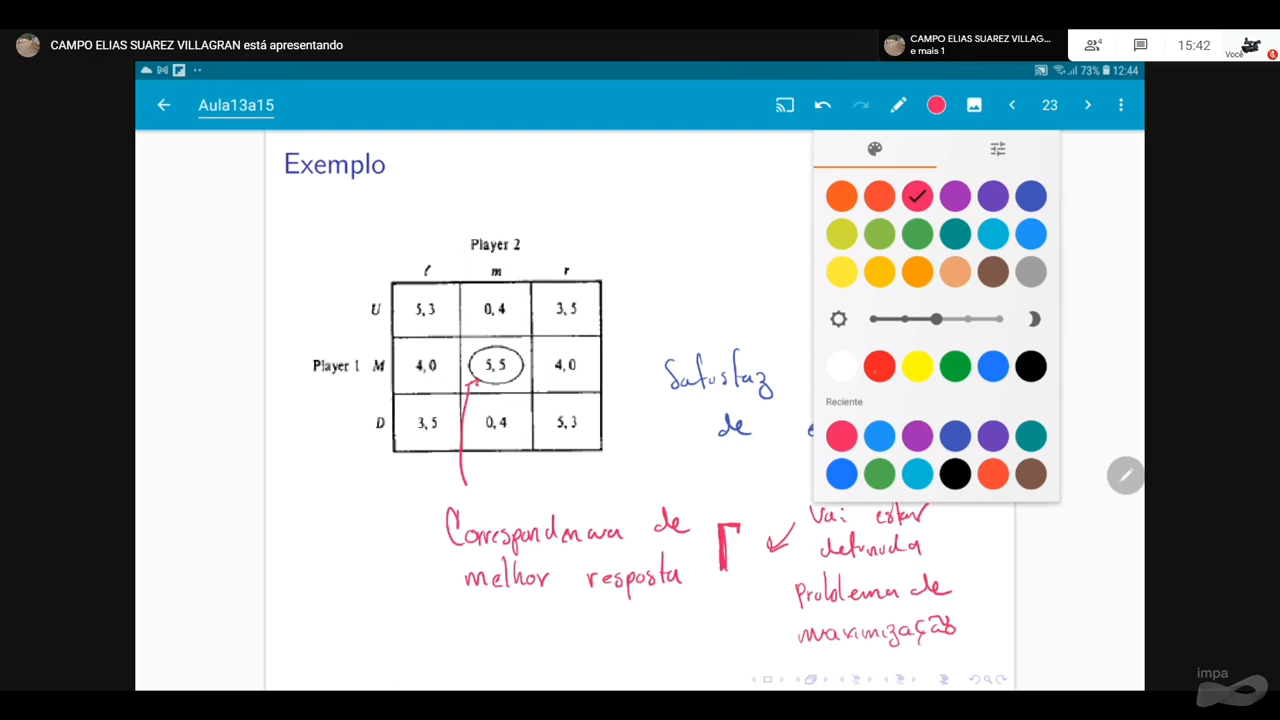 CAMPO ELIAS SUAREZ VILLAGRAN está apresentando
CAMPO ELIAS SUAREZ VILLAG...
e mais 1
4
15:42
Você
73% 12:44
Aula13a15
23
Exemplo
Player 2
ℓ m r
U 5, 3 0, 4 3, 5
Player 1 M 4, 0 5, 5 4, 0
D 3, 5 0, 4 5, 3
Satisfaz
de
Reciente
Correspondencia de
melhor resposta
Γ
Vai estar
definida
Problema de
maximização
impa